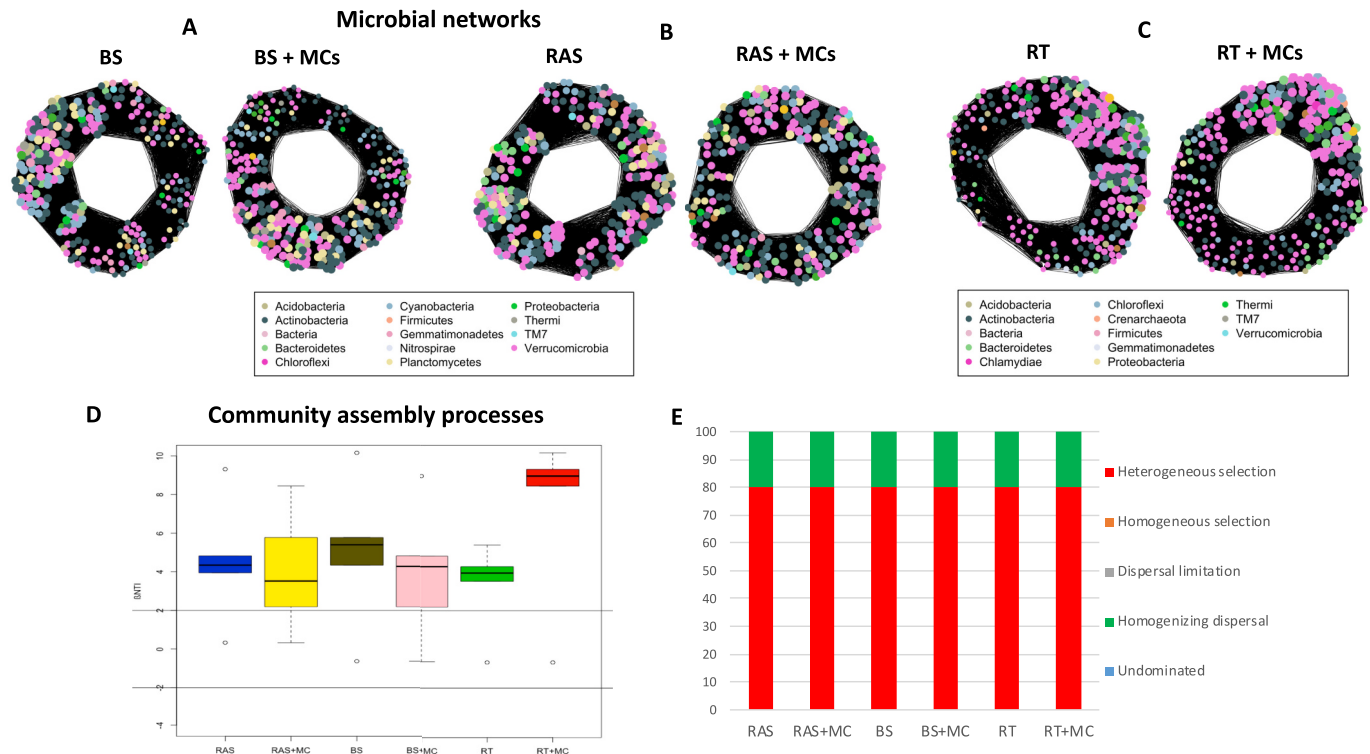 Microbial networks
A
B
C
BS
BS + MCs
RAS
RAS + MCs
RT
RT + MCs
Acidobacteria
Actinobacteria
Bacteria
Bacteroidetes
Chloroflexi
Cyanobacteria
Firmicutes
Gemmatimonadetes
Nitrospirae
Planctomycetes
Proteobacteria
Thermi
TM7
Verrucomicrobia
Acidobacteria
Actinobacteria
Bacteria
Bacteroidetes
Chlamydiae
Chloroflexi
Crenarchaeota
Firmicutes
Gemmatimonadetes
Proteobacteria
Thermi
TM7
Verrucomicrobia
D
Community assembly processes
10
8
6
4
2
0
-2
-4
βNTI
RAS
RAS+MC
BS
BS+MC
RT
RT+MC
E
100
90
80
70
60
50
40
30
20
10
0
RAS
RAS+MC
BS
BS+MC
RT
RT+MC
Heterogeneous selection
Homogeneous selection
Dispersal limitation
Homogenizing dispersal
Undominated